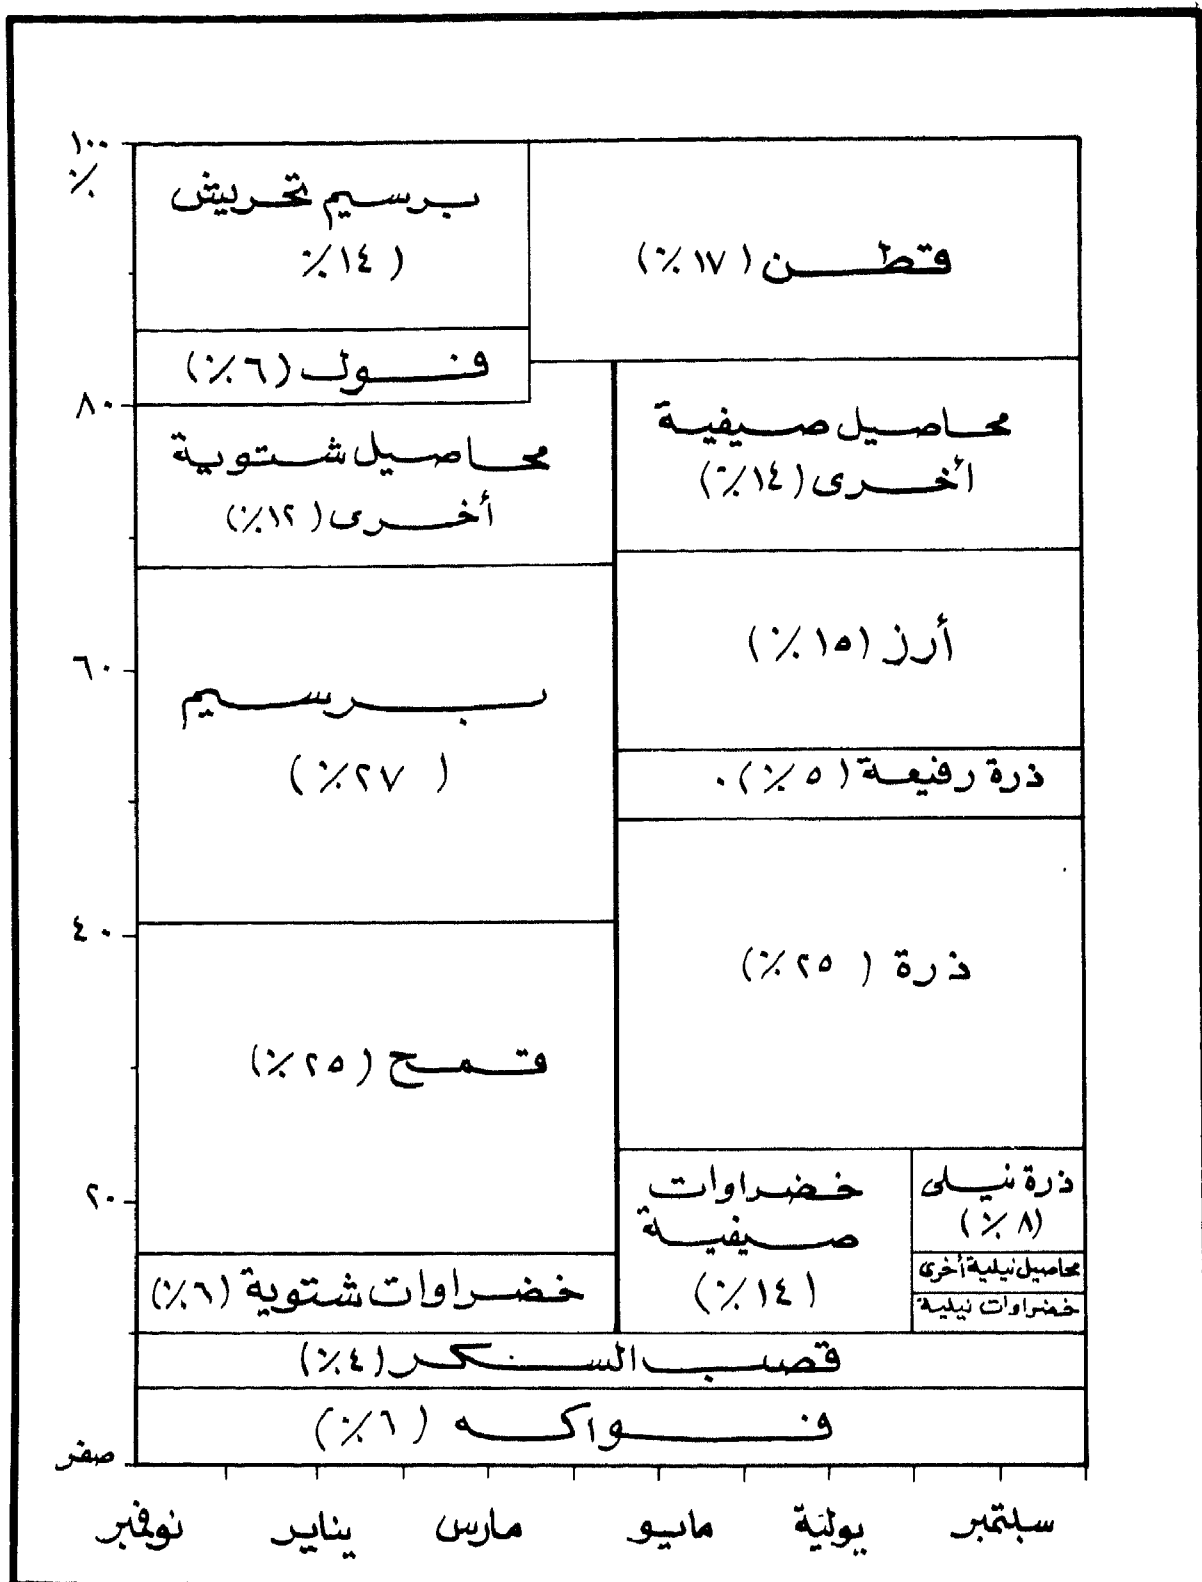 ١٠٠
٪
برسيم تحريش
( ١٤٪
قطن ( ١٧٪ )
فول ( ٦٪ )
٨٠
محاصيل شتوية
أخرى ( ١٢٪ )
محاصيل صيفية
أخرى ( ١٤٪ )
أرز ( ١٥٪ )
٦٠
برسيم
( ٢٧٪ )
ذرة رفيعة ( ٥٪ ) .
٤٠
ذرة ( ٢٥٪ )
قمح ( ٢٥٪ )
ذرة نيلى
( ٨٪ )
خضراوات
صيفية
( ١٤٪ )
٢٠
محاصيل نيلية أخرى
خضراوات نيلية
خضراوات شتوية ( ٦٪ )
قصب السكر ( ٤٪ )
فواكه ( ٦٪ )
صفر
نوفمبر يناير مارس مايو يولية سبتمبر